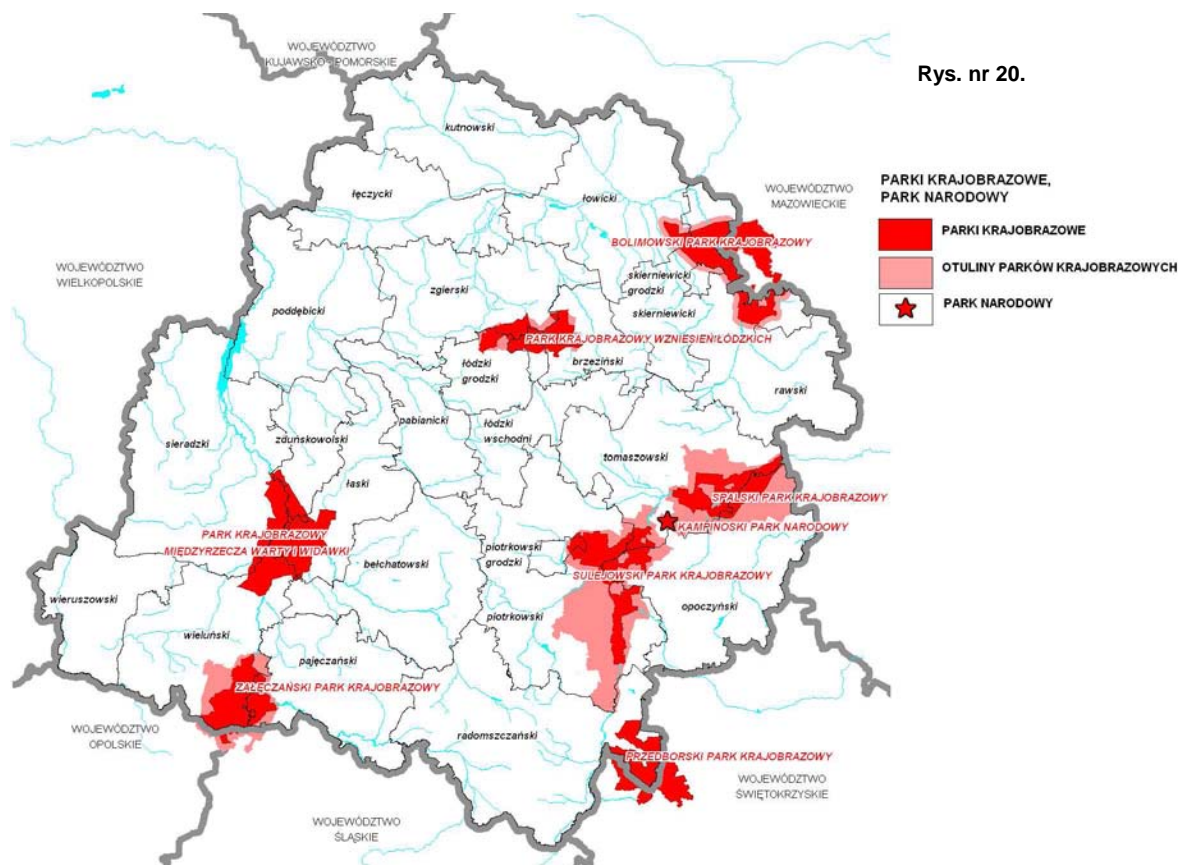 WOJEWÓDZTWO
KUJAWSKO - POMORSKIE
Rys. nr 20.
kutnowski
PARKI KRAJOBRAZOWE,
PARK NARODOWY
PARKI KRAJOBRAZOWE
OTULINY PARKÓW KRAJOBRAZOWYCH
PARK NARODOWY
łęczycki
łowicki
WOJEWÓDZTWO
MAZOWIECKIE
BOLIMOWSKI PARK KRAJOBRAZOWY
WOJEWÓDZTWO
WIELKOPOLSKIE
zgierski
skierniewicki
grodzki
skierniewicki
poddębicki
PARK KRAJOBRAZOWY WZNIESIEŃ ŁÓDZKICH
łódzki
grodzki
brzeziński
rawski
pabianicki
łódzki
wschodni
sieradzki
zduńskowolski
tomaszowski
łaski
SPALSKI PARK KRAJOBRAZOWY
KAMPINOSKI PARK NARODOWY
PARK KRAJOBRAZOWY
MIĘDZYRZECZA WARTY I WIDAWKI
piotrkowski
grodzki
bełchatowski
SULEJOWSKI PARK KRAJOBRAZOWY
wieruszowski
opoczyński
piotrkowski
wieluński
pajęczański
ZAŁĘCZAŃSKI PARK KRAJOBRAZOWY
WOJEWÓDZTWO
OPOLSKIE
radomszczański
PRZEDBORSKI PARK KRAJOBRAZOWY
WOJEWÓDZTWO
ŚWIĘTOKRZYSKIE
WOJEWÓDZTWO
ŚLĄSKIE